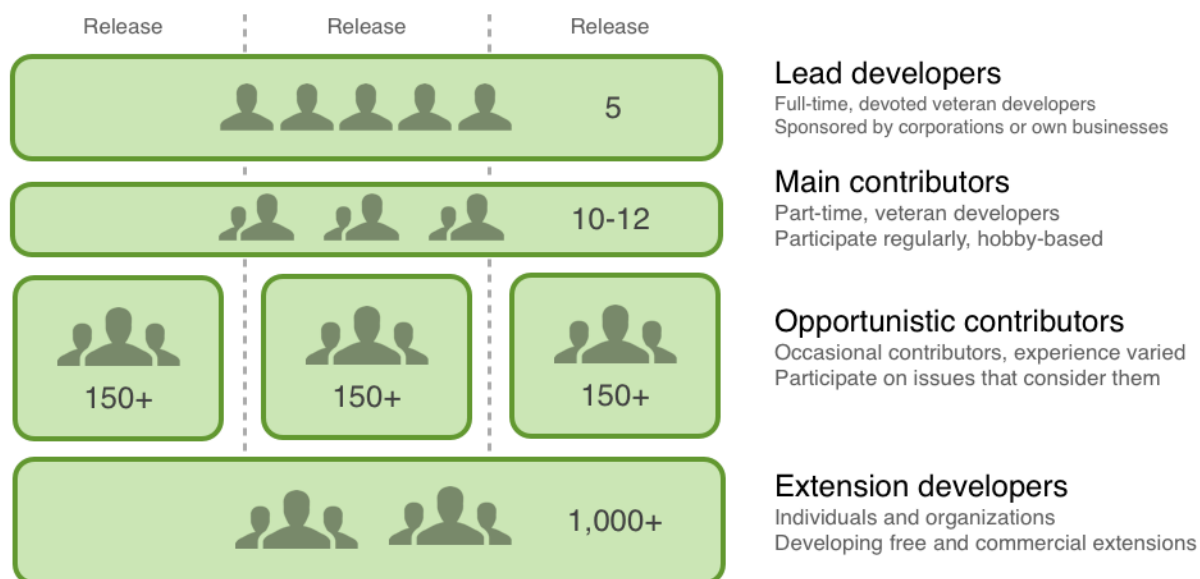 Release
Release
Release
5
Lead developers
Full-time, devoted veteran developers
Sponsored by corporations or own businesses
10-12
Main contributors
Part-time, veteran developers
Participate regularly, hobby-based
150+
150+
150+
Opportunistic contributors
Occasional contributors, experience varied
Participate on issues that consider them
1,000+
Extension developers
Individuals and organizations
Developing free and commercial extensions